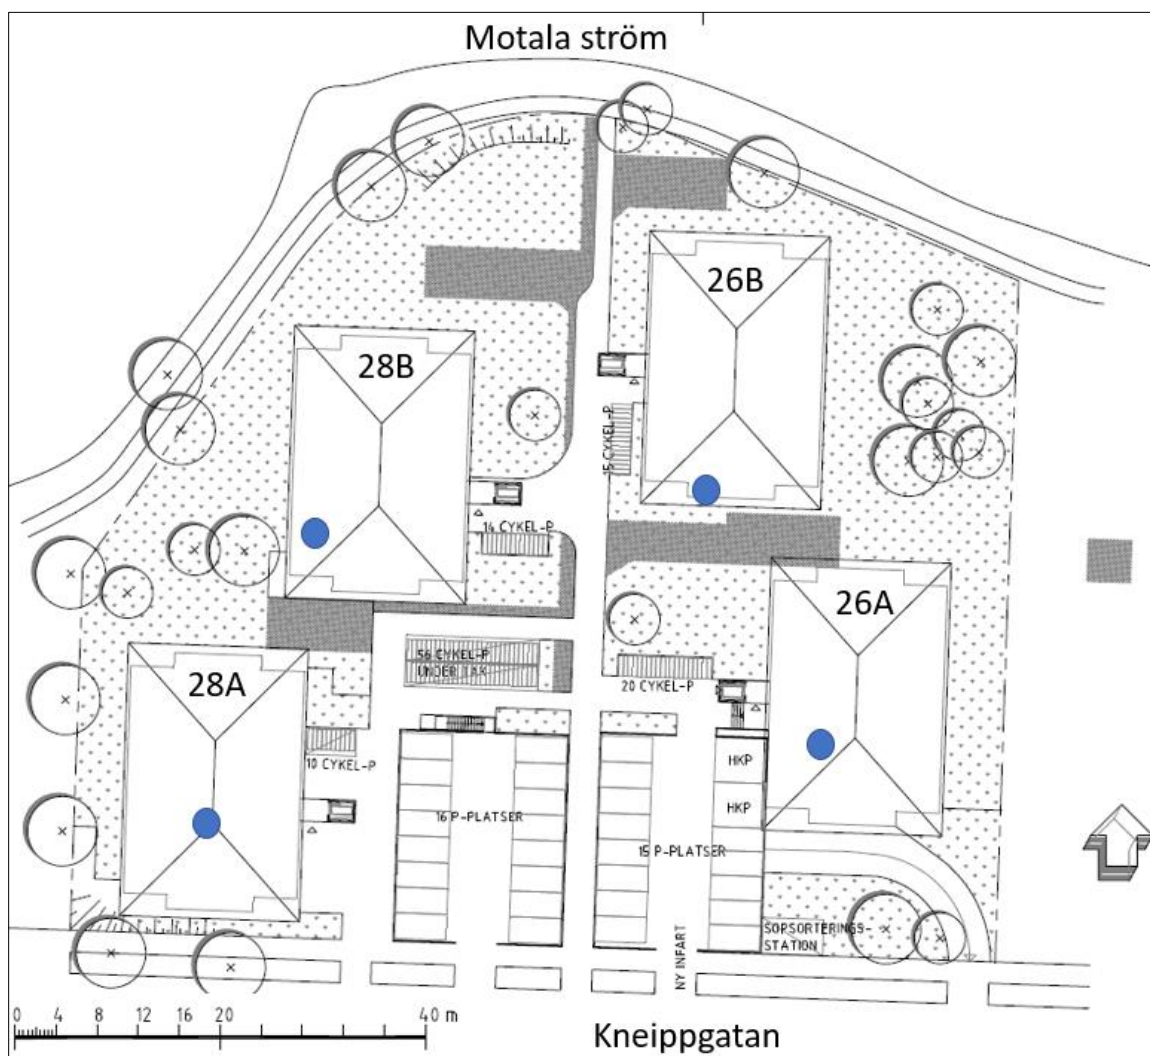 Motala ström
26B
28B
15 CYKEL-P
14 CYKEL-P
26A
56 CYKEL-P
UNDER TAK
28A
20 CYKEL-P
10 CYKEL-P
HKP
HKP
16 P-PLATSER
15 P-PLATSER
SOPSORTERINGS-
STATION
NY INFART
0 4 8 12 16 20 40 m
Kneippgatan